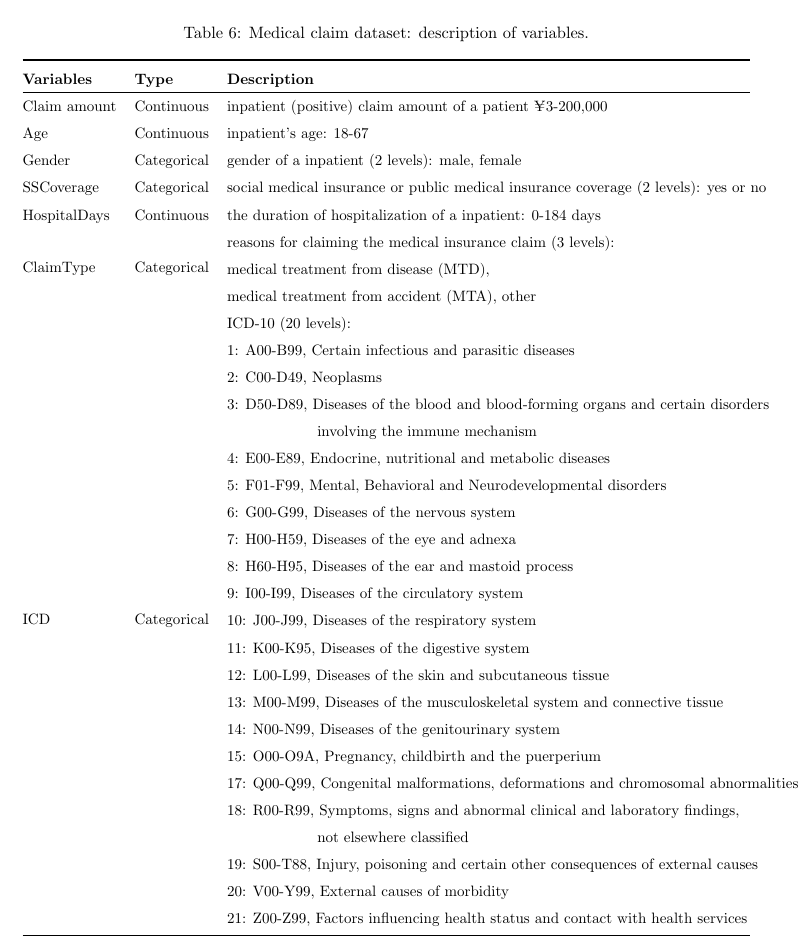 Table 6: Medical claim dataset: description of variables.
Variables Type Description
Claim amount Continuous inpatient (positive) claim amount of a patient ¥3-200,000
Age Continuous inpatient's age: 18-67
Gender Categorical gender of a inpatient (2 levels): male, female
SSCoverage Categorical social medical insurance or public medical insurance coverage (2 levels): yes or no
HospitalDays Continuous the duration of hospitalization of a inpatient: 0-184 days
reasons for claiming the medical insurance claim (3 levels):
ClaimType Categorical medical treatment from disease (MTD),
medical treatment from accident (MTA), other
ICD-10 (20 levels):
1: A00-B99, Certain infectious and parasitic diseases
2: C00-D49, Neoplasms
3: D50-D89, Diseases of the blood and blood-forming organs and certain disorders
involving the immune mechanism
4: E00-E89, Endocrine, nutritional and metabolic diseases
5: F01-F99, Mental, Behavioral and Neurodevelopmental disorders
6: G00-G99, Diseases of the nervous system
7: H00-H59, Diseases of the eye and adnexa
8: H60-H95, Diseases of the ear and mastoid process
9: I00-I99, Diseases of the circulatory system
ICD Categorical 10: J00-J99, Diseases of the respiratory system
11: K00-K95, Diseases of the digestive system
12: L00-L99, Diseases of the skin and subcutaneous tissue
13: M00-M99, Diseases of the musculoskeletal system and connective tissue
14: N00-N99, Diseases of the genitourinary system
15: O00-O9A, Pregnancy, childbirth and the puerperium
17: Q00-Q99, Congenital malformations, deformations and chromosomal abnormalities
18: R00-R99, Symptoms, signs and abnormal clinical and laboratory findings,
not elsewhere classified
19: S00-T88, Injury, poisoning and certain other consequences of external causes
20: V00-Y99, External causes of morbidity
21: Z00-Z99, Factors influencing health status and contact with health services